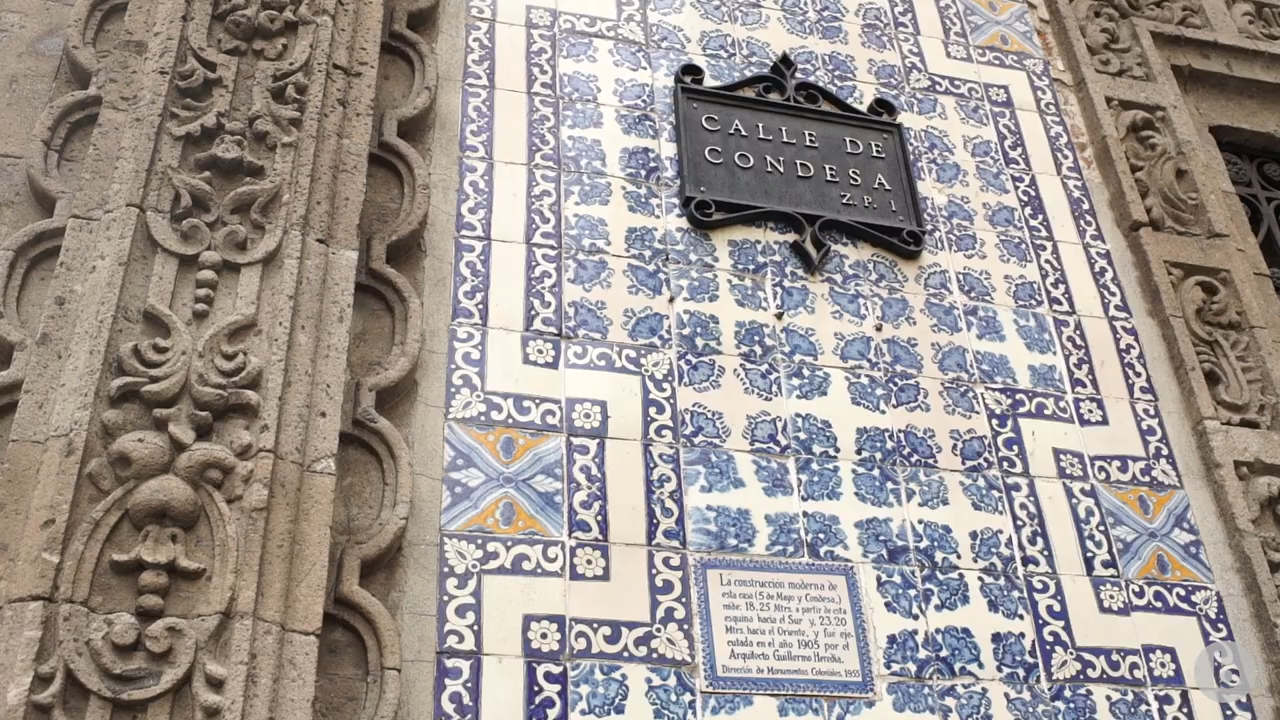 CALLE DE
CONDESA
Z.P. 1
La construcción moderna de
esta casa (5 de Mayo y Condesa,)
mide: 18.25 Mtrs. a partir de esta
esquina hacia el Sur y, 23.20
Mtrs. hacia el Oriente, y fué eje-
cutada en el año 1905 por el
Arquitecto Guillermo Heredia.
Dirección de Monumentos Coloniales. 1955